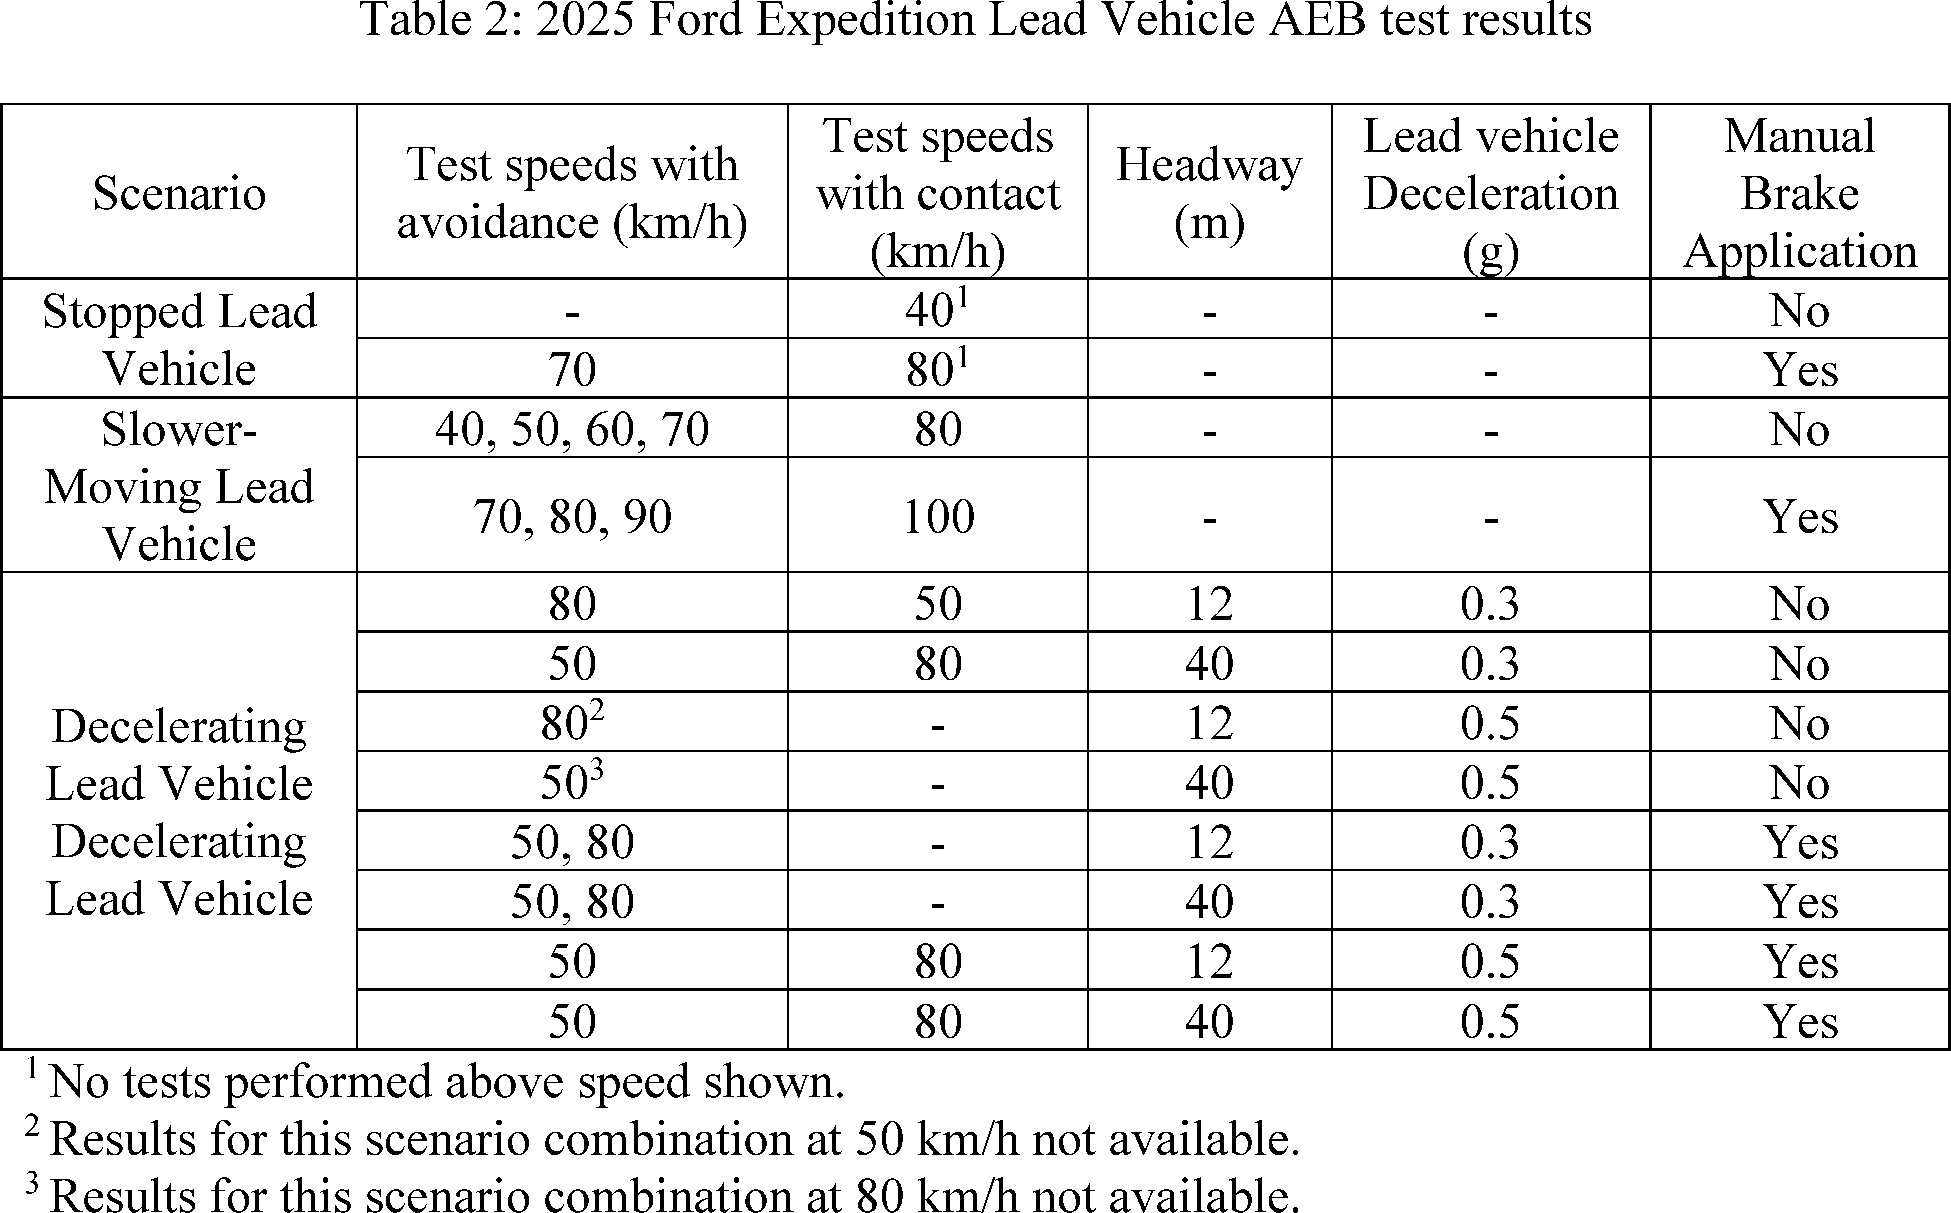 Table 2: 2025 Ford Expedition Lead Vehicle AEB test results
Scenario | Test speeds with avoidance (km/h) | Test speeds with contact (km/h) | Headway (m) | Lead vehicle Deceleration (g) | Manual Brake Application
Stopped Lead Vehicle | - | 40¹ | - | - | No
70 | 80¹ | - | - | Yes
Slower-Moving Lead Vehicle | 40, 50, 60, 70 | 80 | - | - | No
70, 80, 90 | 100 | - | - | Yes
Decelerating Lead Vehicle Decelerating Lead Vehicle | 80 | 50 | 12 | 0.3 | No
50 | 80 | 40 | 0.3 | No
80² | - | 12 | 0.5 | No
50³ | - | 40 | 0.5 | No
50, 80 | - | 12 | 0.3 | Yes
50, 80 | - | 40 | 0.3 | Yes
50 | 80 | 12 | 0.5 | Yes
50 | 80 | 40 | 0.5 | Yes
¹ No tests performed above speed shown.
² Results for this scenario combination at 50 km/h not available.
³ Results for this scenario combination at 80 km/h not available.